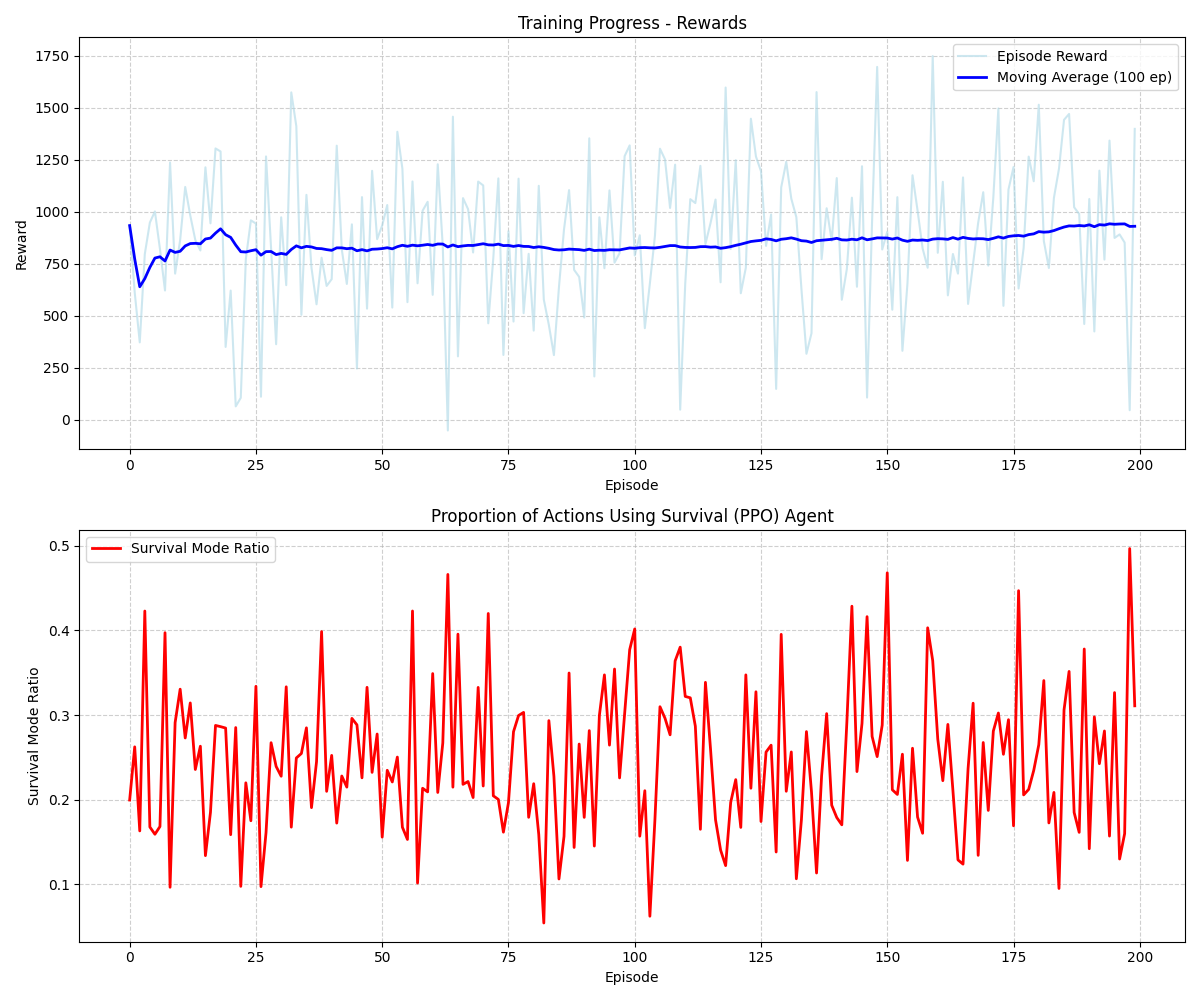 Training Progress - Rewards
Episode Reward
Moving Average (100 ep)
Reward
1750
1500
1250
1000
750
500
250
0
0 25 50 75 100 125 150 175 200
Episode
Proportion of Actions Using Survival (PPO) Agent
Survival Mode Ratio
Survival Mode Ratio
0.5
0.4
0.3
0.2
0.1
0 25 50 75 100 125 150 175 200
Episode